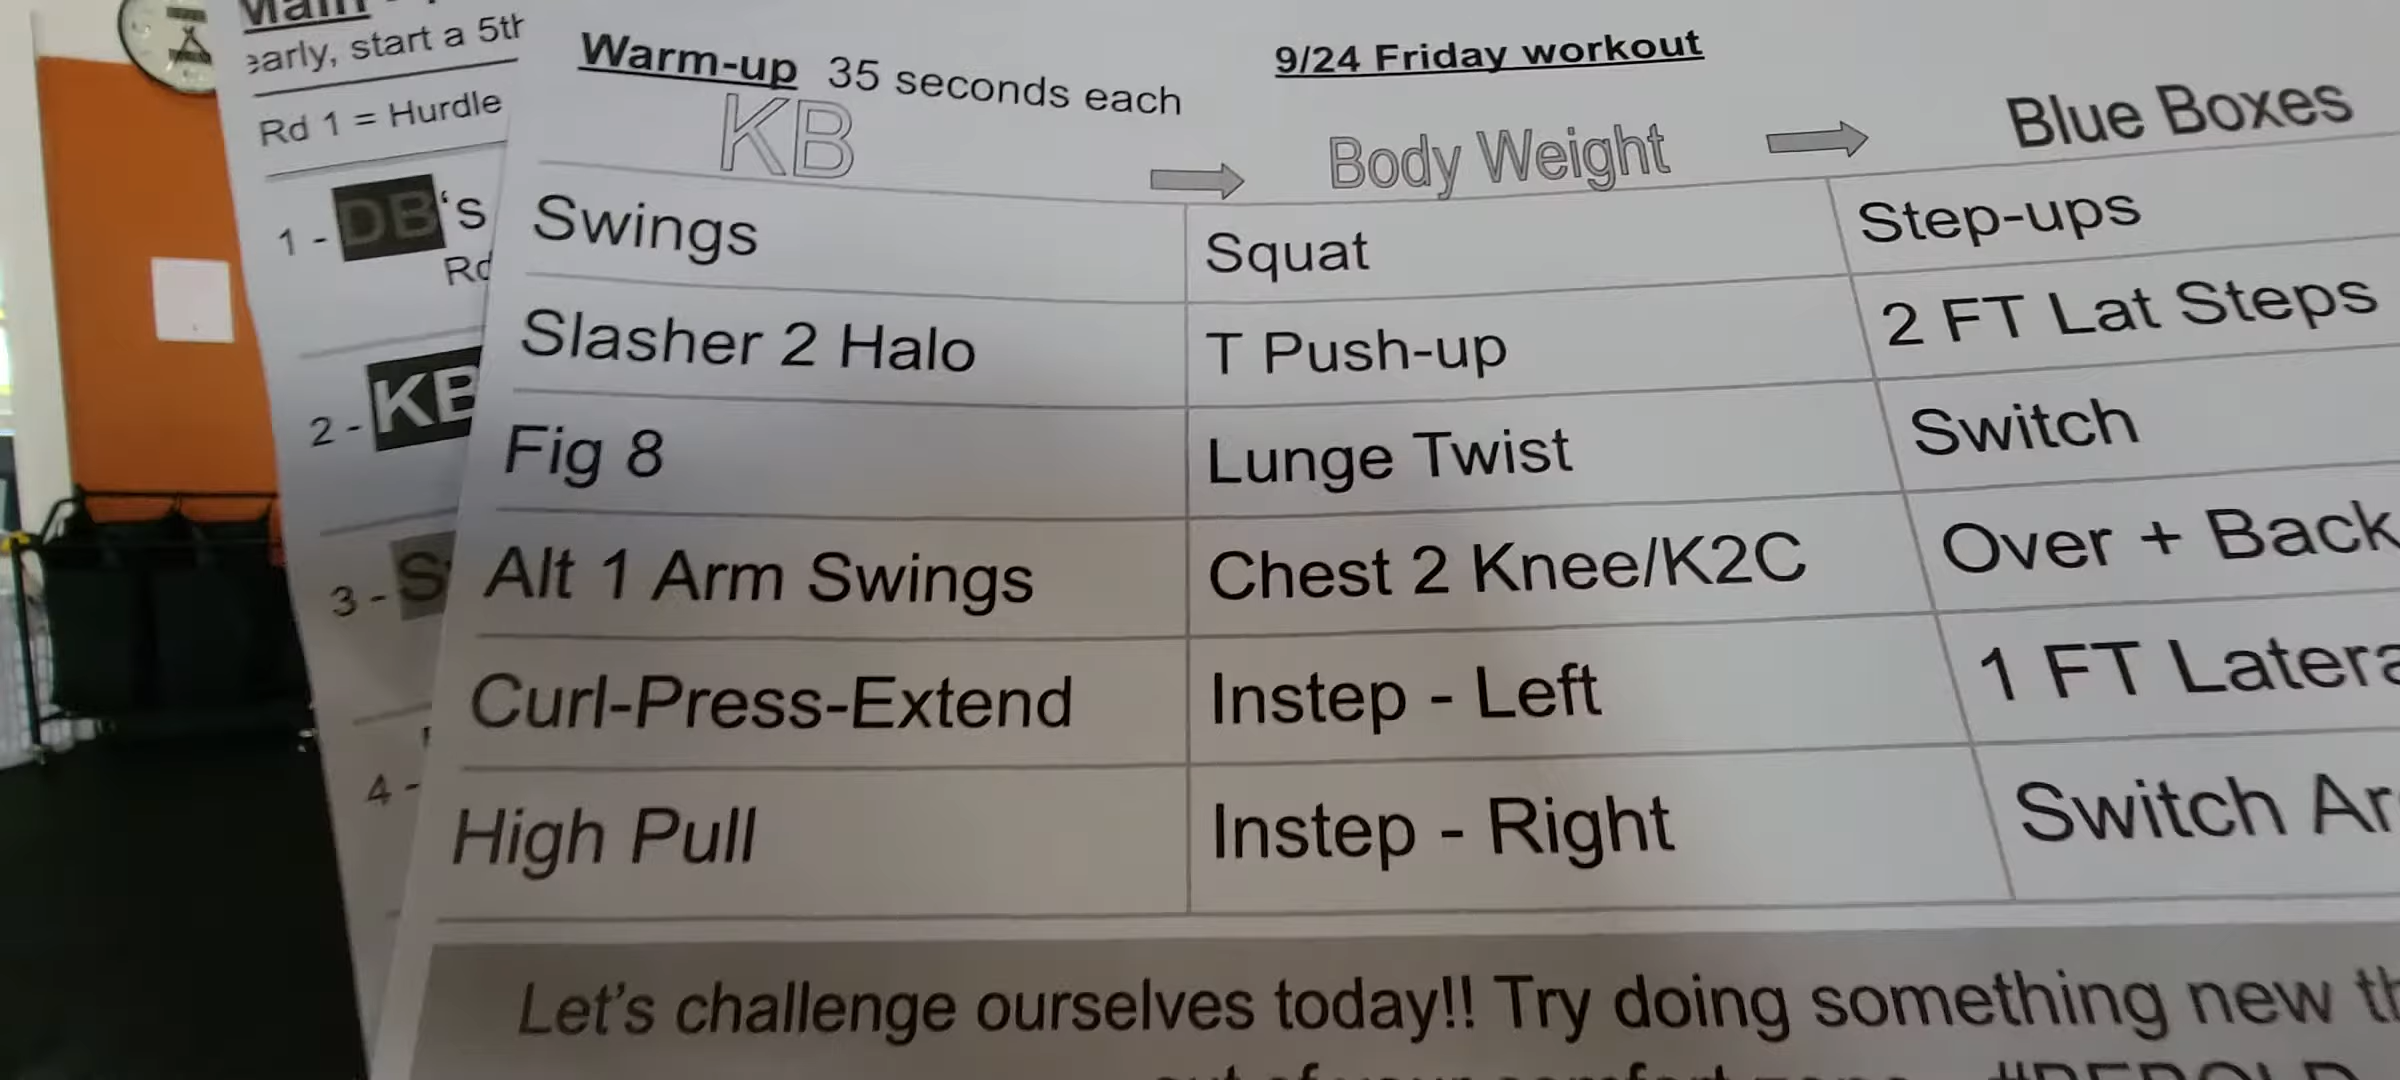 early, start a 5th
Rd 1 = Hurdle
1 - DB's
Rd
2 - KB
3 -
4 -
Warm-up 35 seconds each
9/24 Friday workout
KB → Body Weight → Blue Boxes
Swings Squat Step-ups
Slasher 2 Halo T Push-up 2 FT Lat Steps
Fig 8 Lunge Twist Switch
Alt 1 Arm Swings Chest 2 Knee/K2C Over + Back
Curl-Press-Extend Instep - Left 1 FT
High Pull Instep - Right Switch
Let's challenge ourselves today!! Try doing something new